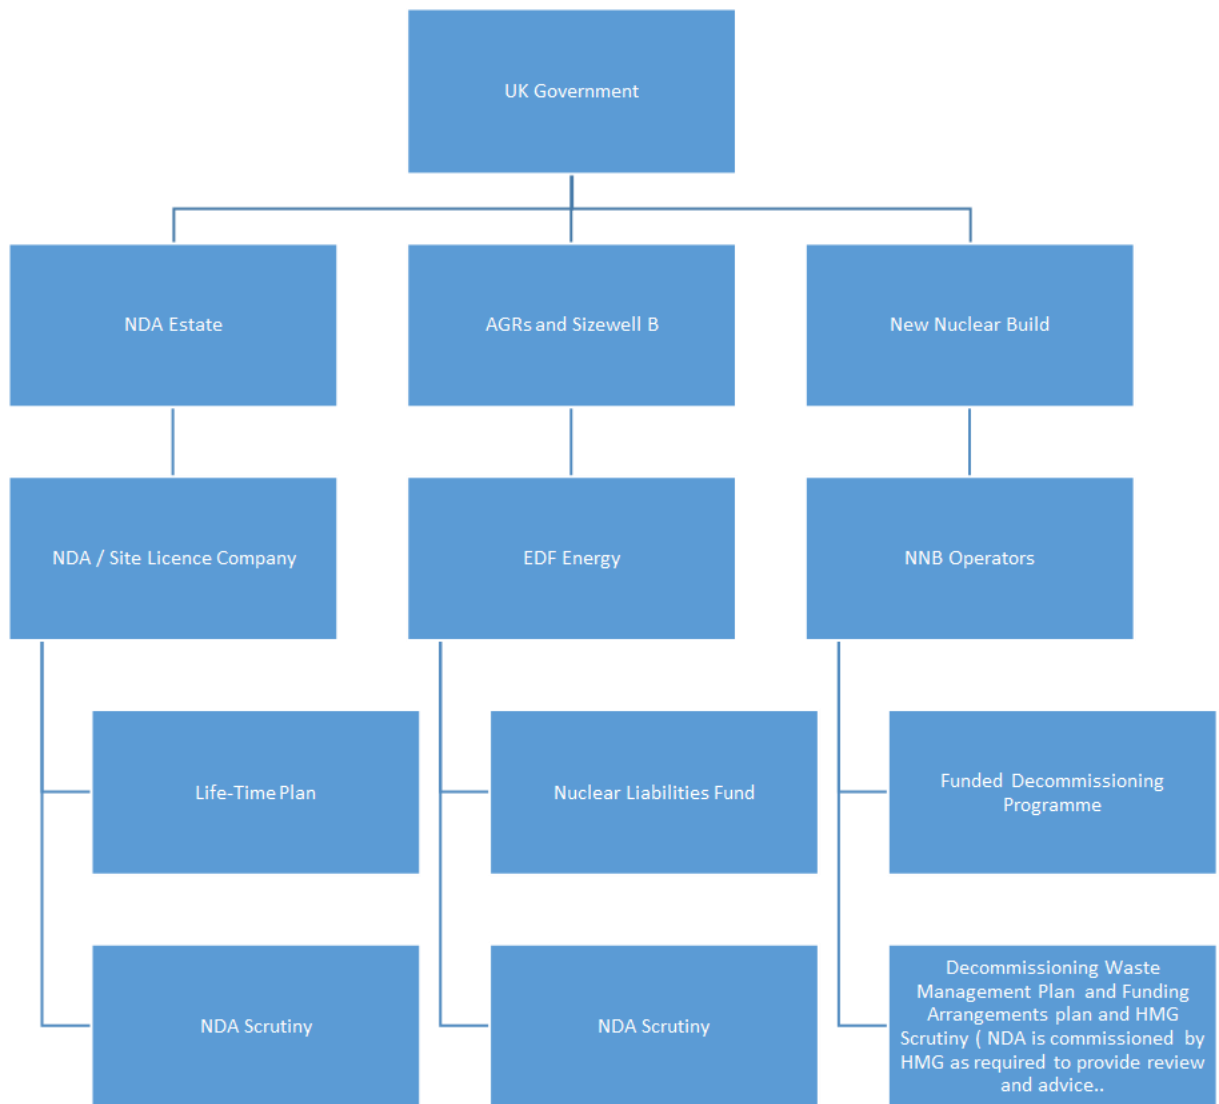 UK Government
NDA Estate
AGRs and Sizewell B
New Nuclear Build
NDA / Site Licence Company
EDF Energy
NNB Operators
Life-Time Plan
Nuclear Liabilities Fund
Funded Decommissioning
Programme
NDA Scrutiny
NDA Scrutiny
Decommissioning Waste
Management Plan and Funding
Arrangements plan and HMG
Scrutiny ( NDA is commissioned by
HMG as required to provide review
and advice..